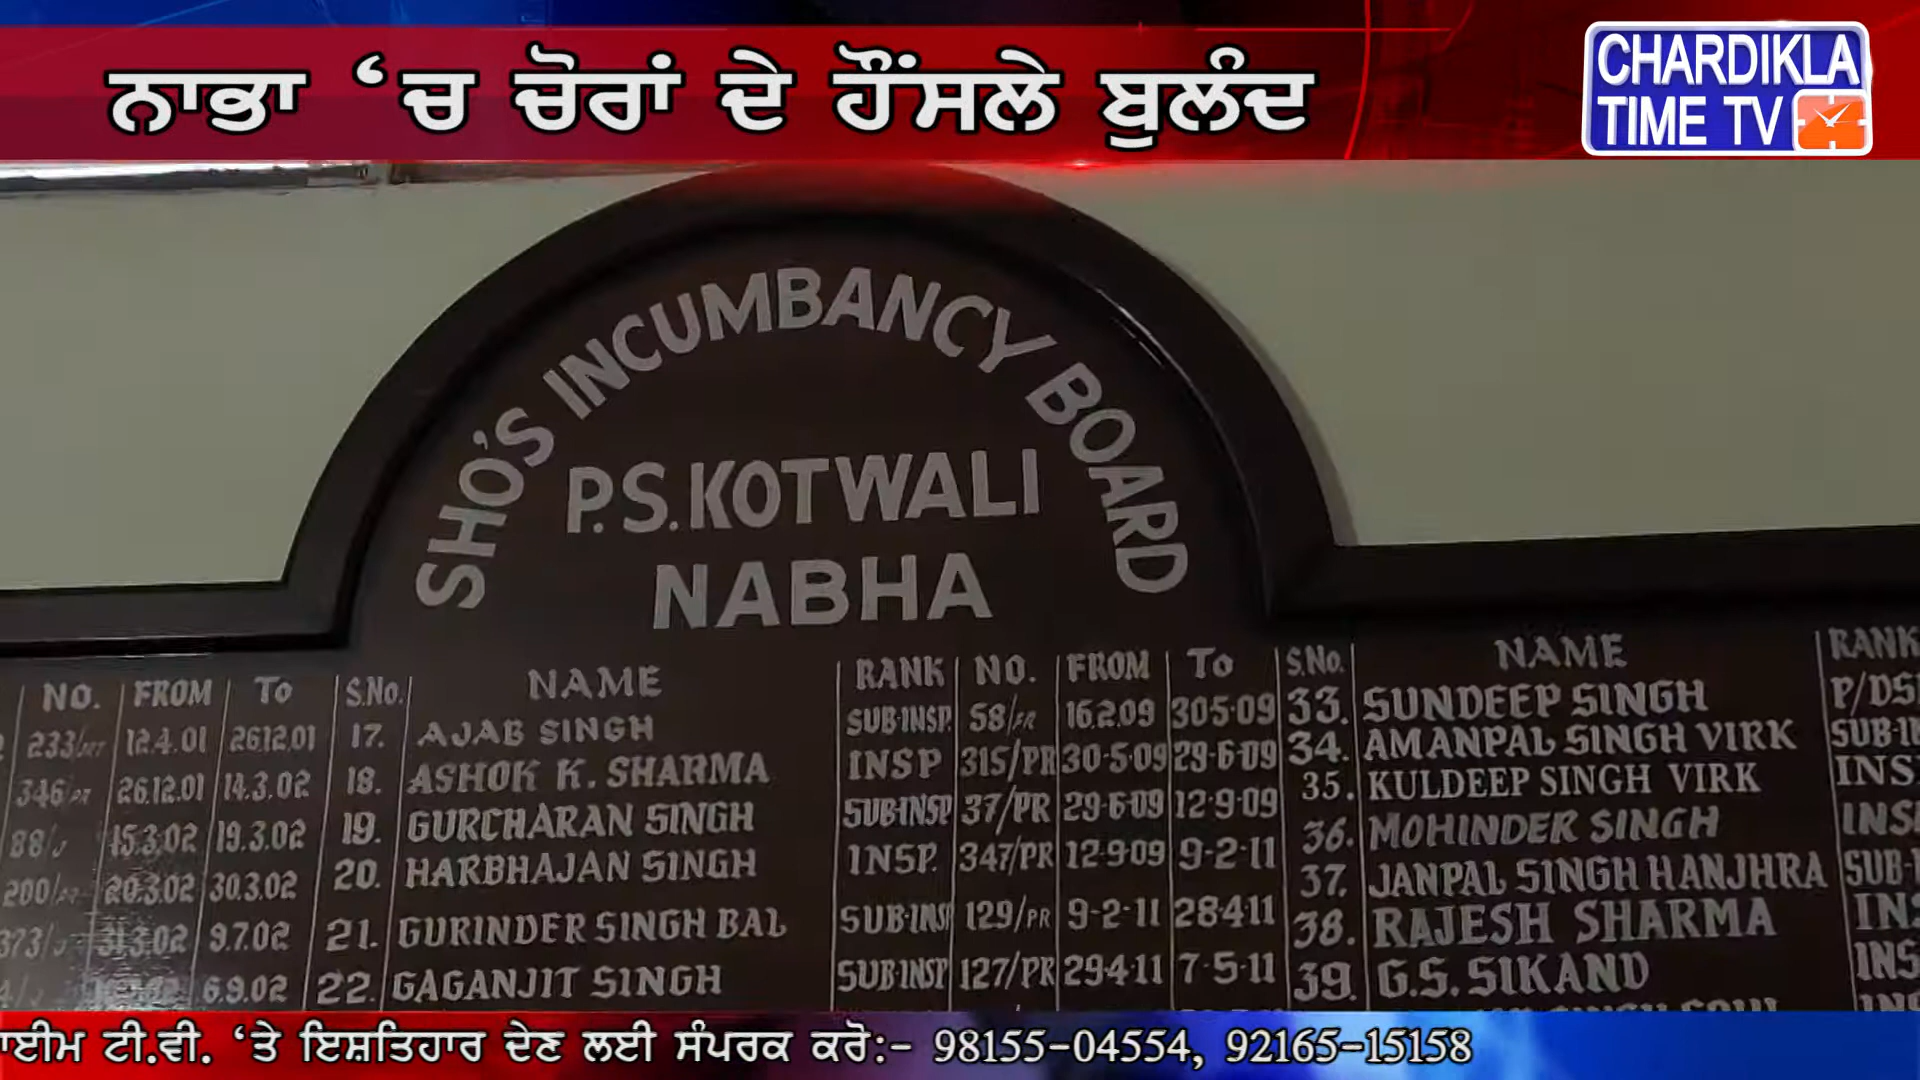 ਨਾਭਾ ‘ਚ ਚੋਰਾਂ ਦੇ ਹੌਂਸਲੇ ਬੁਲੰਦ
CHARDIKLA
TIME TV
SHO'S INCUMBANCY BOARD
P.S. KOTWALI
NABHA
NO. FROM TO S.No. NAME RANK NO. FROM TO S.No. NAME RANK
233 12.4.01 26.12.01 17. AJAB SINGH SUB-INSP. 58/PR 16.2.09 305-09 33. SUNDEEP SINGH
346/PR 26.12.01 14.3.02 18. ASHOK K. SHARMA INSP 315/PR 30-5-09 29-6-09 34. AMANPAL SINGH VIRK
88/ 15.3.02 19.3.02 19. GURCHARAN SINGH SUB-INSP 37/PR 29-6-09 12-9-09 35. KULDEEP SINGH VIRK
200/ 20.3.02 30.3.02 20. HARBHAJAN SINGH INSP. 347/PR 12-9-09 9-2-11 36. MOHINDER SINGH
373/ 31.3.02 9.7.02 21. GURINDER SINGH BAL SUB-INS 129/PR 9-2-11 28-4-11 37. JANPAL SINGH HANJHRA
6.9.02 22. GAGANJIT SINGH SUB-INSP 127/PR 29-4-11 7-5-11 38. RAJESH SHARMA
39. G.S. SIKAND
ਾਈਮ ਟੀ.ਵੀ. ‘ਤੇ ਇਸ਼ਤਿਹਾਰ ਦੇਣ ਲਈ ਸੰਪਰਕ ਕਰੋ:- 98155-04554, 92165-15158